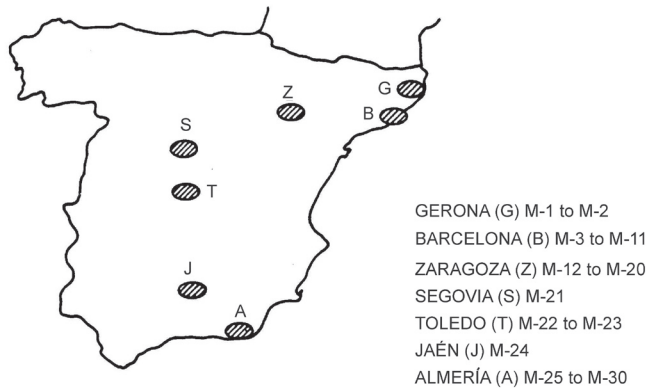 G
Z
B
S
T
J
A
GERONA (G) M-1 to M-2
BARCELONA (B) M-3 to M-11
ZARAGOZA (Z) M-12 to M-20
SEGOVIA (S) M-21
TOLEDO (T) M-22 to M-23
JAÉN (J) M-24
ALMERÍA (A) M-25 to M-30